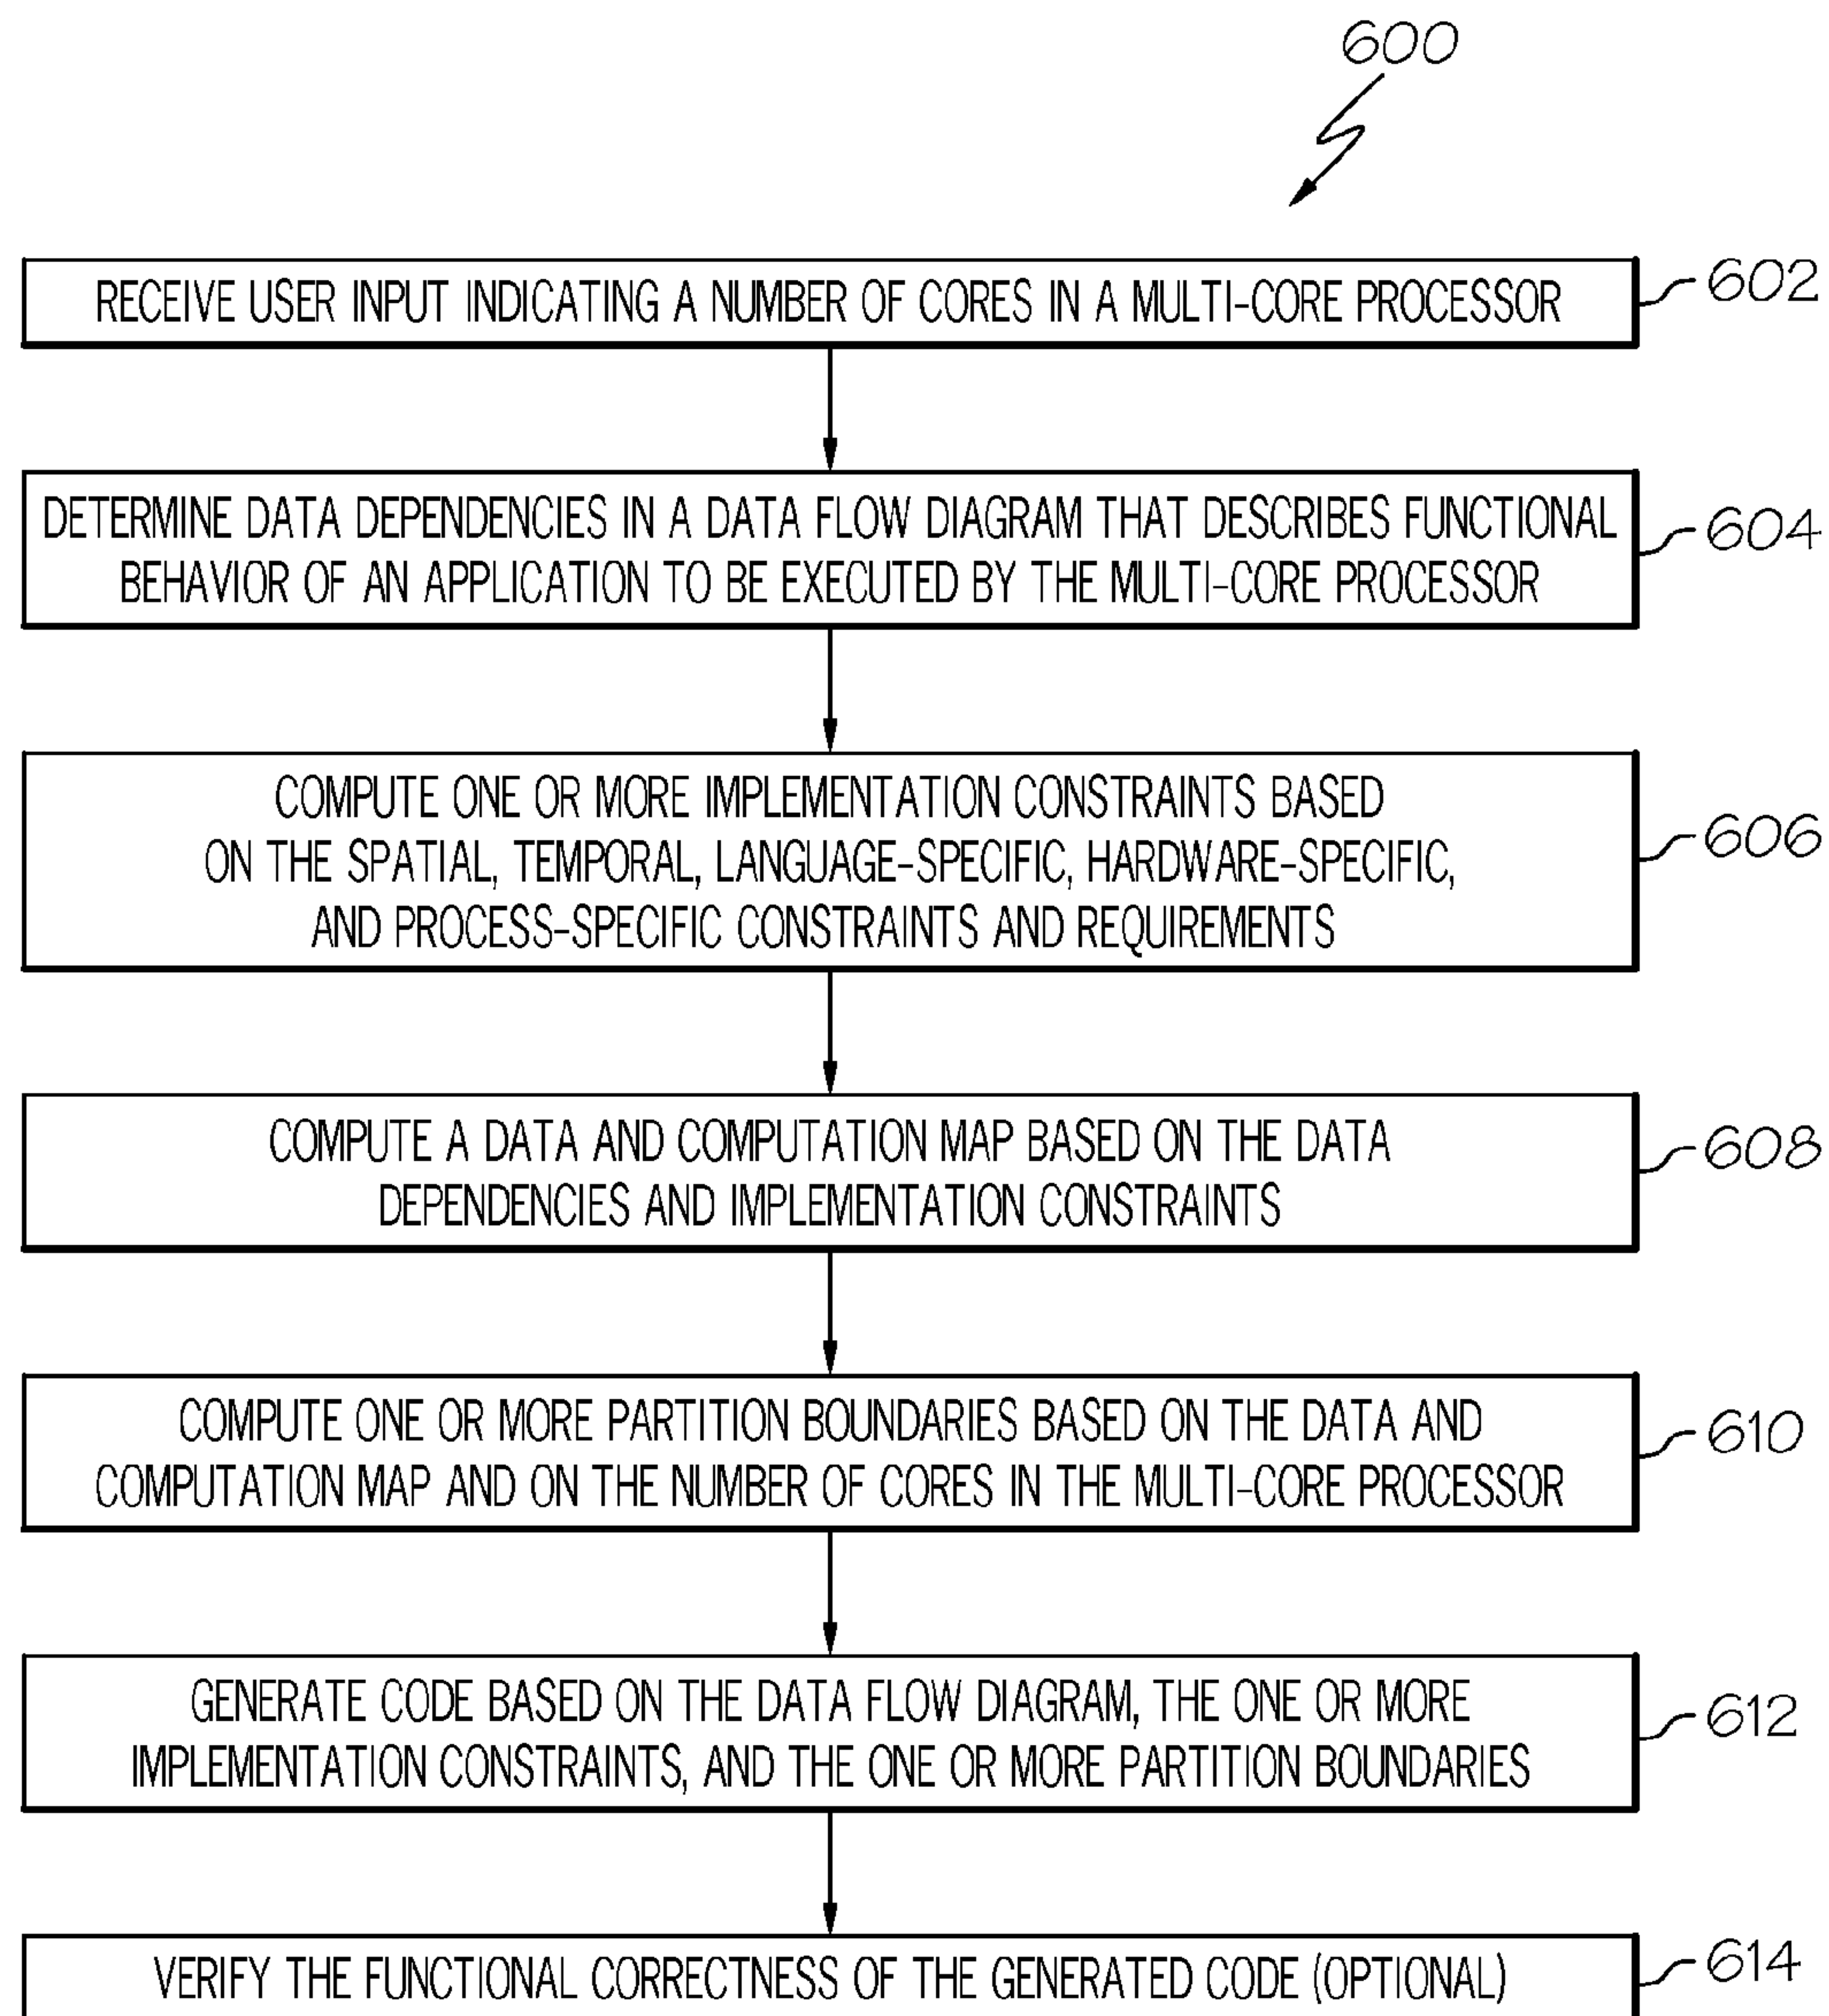 600
RECEIVE USER INPUT INDICATING A NUMBER OF CORES IN A MULTI-CORE PROCESSOR
602
DETERMINE DATA DEPENDENCIES IN A DATA FLOW DIAGRAM THAT DESCRIBES FUNCTIONAL
BEHAVIOR OF AN APPLICATION TO BE EXECUTED BY THE MULTI-CORE PROCESSOR
604
COMPUTE ONE OR MORE IMPLEMENTATION CONSTRAINTS BASED
ON THE SPATIAL, TEMPORAL, LANGUAGE-SPECIFIC, HARDWARE-SPECIFIC,
AND PROCESS-SPECIFIC CONSTRAINTS AND REQUIREMENTS
606
COMPUTE A DATA AND COMPUTATION MAP BASED ON THE DATA
DEPENDENCIES AND IMPLEMENTATION CONSTRAINTS
608
COMPUTE ONE OR MORE PARTITION BOUNDARIES BASED ON THE DATA AND
COMPUTATION MAP AND ON THE NUMBER OF CORES IN THE MULTI-CORE PROCESSOR
610
GENERATE CODE BASED ON THE DATA FLOW DIAGRAM, THE ONE OR MORE
IMPLEMENTATION CONSTRAINTS, AND THE ONE OR MORE PARTITION BOUNDARIES
612
VERIFY THE FUNCTIONAL CORRECTNESS OF THE GENERATED CODE (OPTIONAL)
614